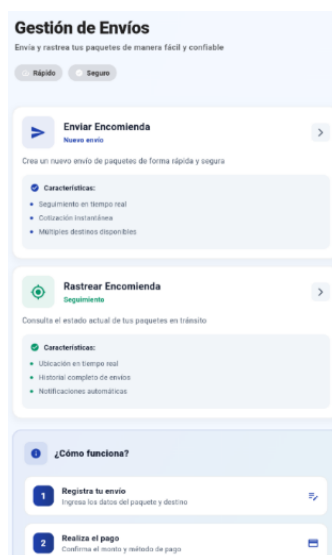 Gestión de Envíos
Envía y rastrea tus paquetes de manera fácil y confiable
Rápido
Seguro
Enviar Encomienda
Nuevo envío
Crea un nuevo envío de paquetes de forma rápida y segura
Características:
Seguimiento en tiempo real
Cotización instantánea
Múltiples destinos disponibles
Rastrear Encomienda
Seguimiento
Consulta el estado actual de tus paquetes en tránsito
Características:
Ubicación en tiempo real
Historial completo de envíos
Notificaciones automáticas
¿Cómo funciona?
1
Registra tu envío
Ingresa los datos del paquete y destino
2
Realiza el pago
Confirma el monto y método de pago